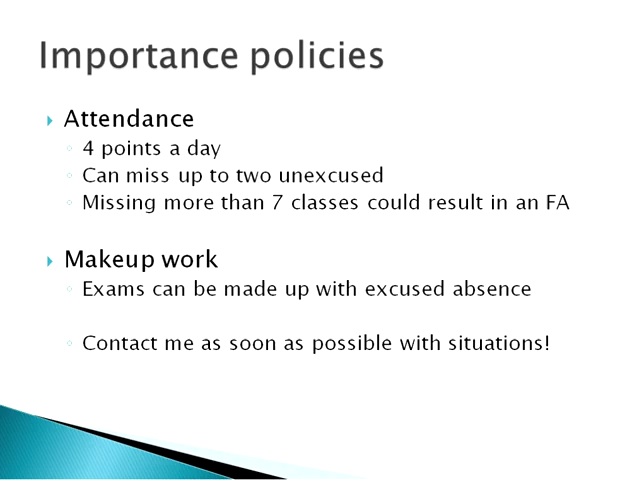 Importance policies
Attendance
4 points a day
Can miss up to two unexcused
Missing more than 7 classes could result in an FA
Makeup work
Exams can be made up with excused absence
Contact me as soon as possible with situations!